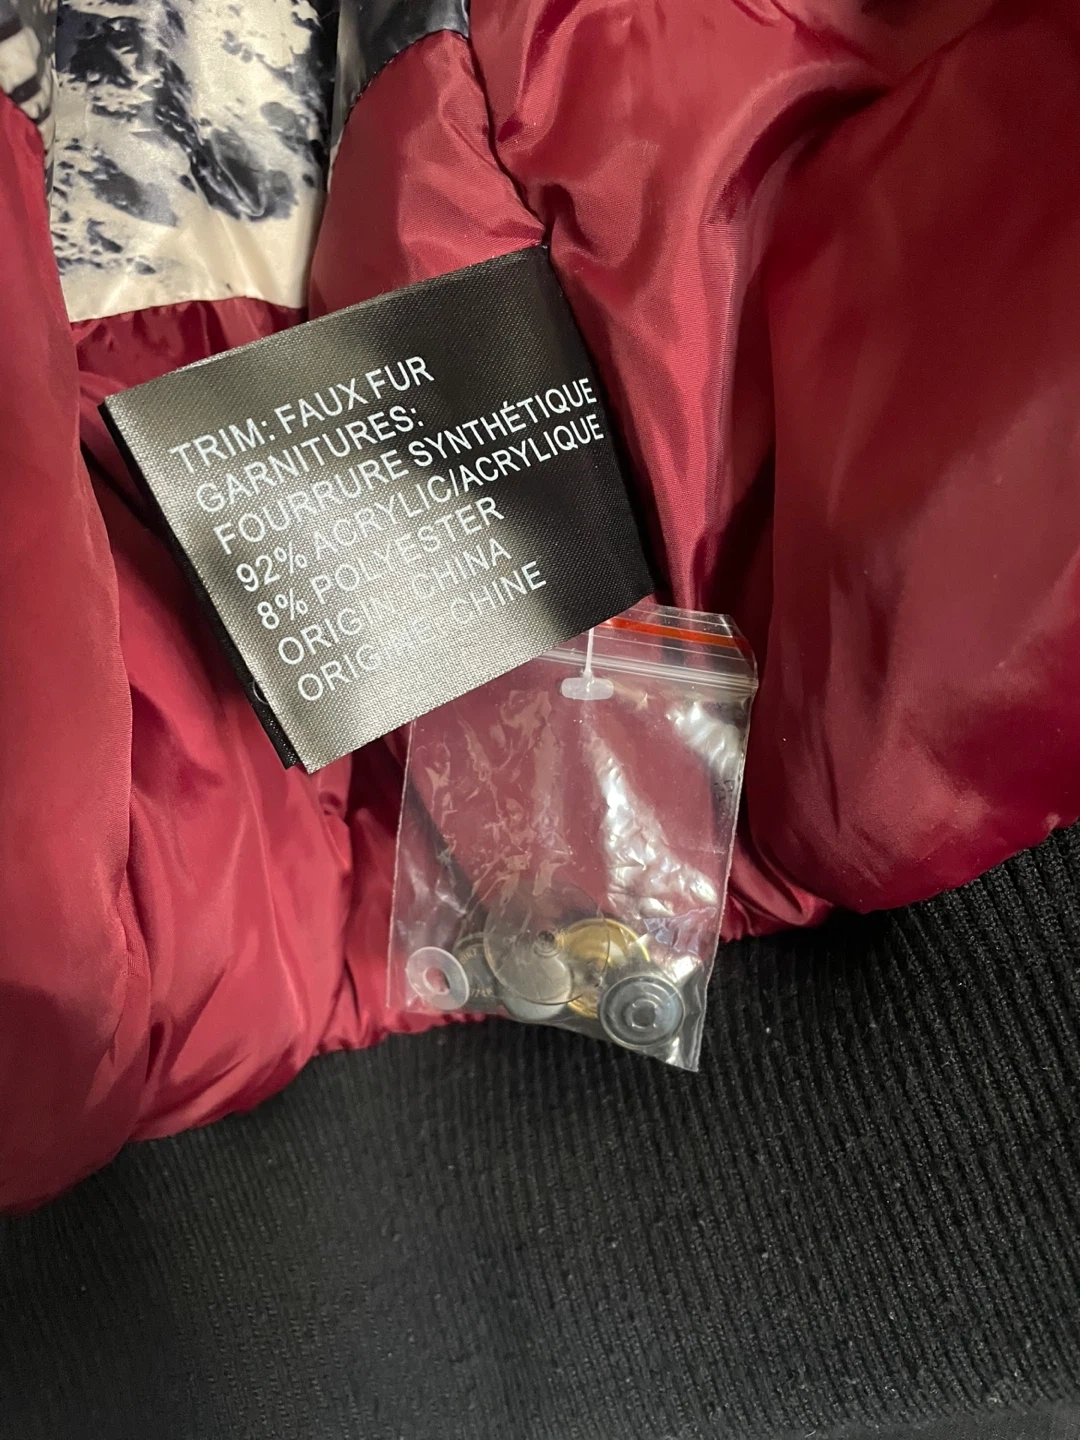 TRIM: FAUX FUR
GARNITURES:
FOURRURE SYNTHÉTIQUE
92% ACRYLIC/ACRYLIQUE
8% POLYESTER
ORIGIN: CHINA
ORIGINE: CHINE